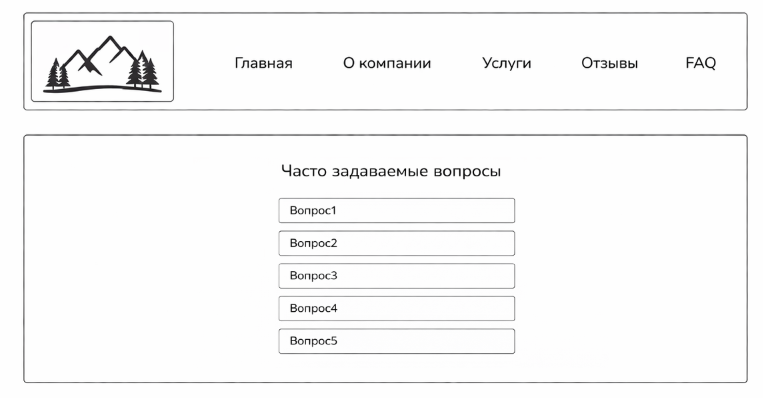 Главная О компании Услуги Отзывы FAQ
Часто задаваемые вопросы
Вопрос1
Вопрос2
Вопрос3
Вопрос4
Вопрос5